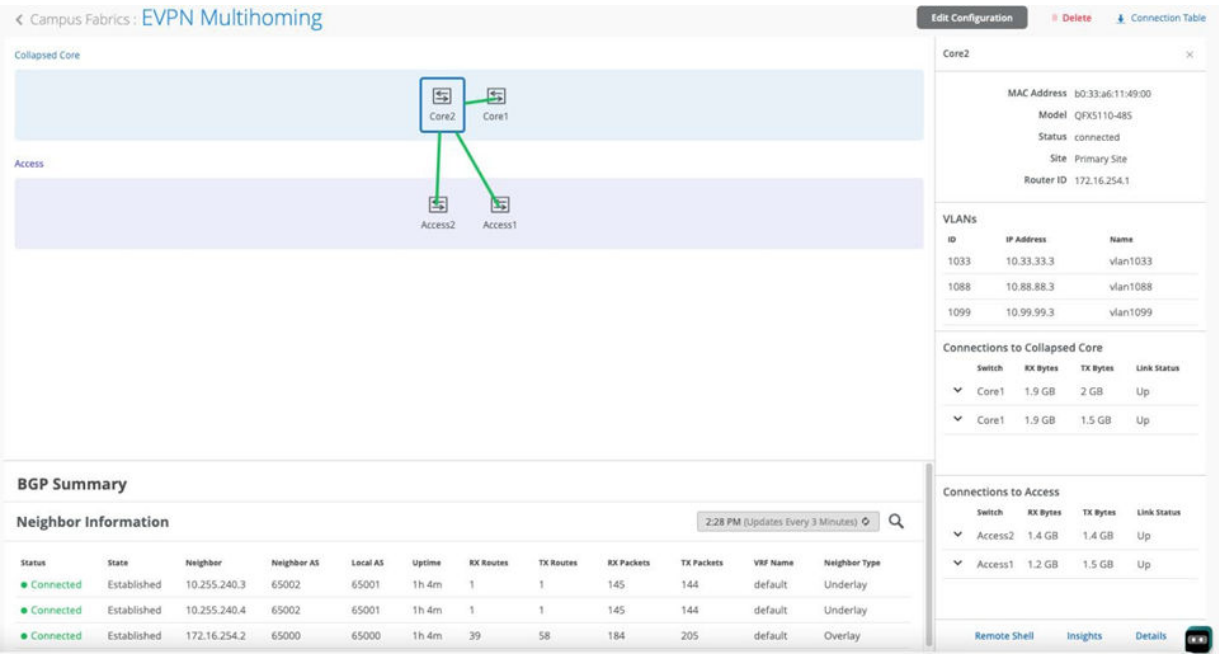 Campus Fabrics : EVPN Multihoming
Edit Configuration
Delete
Connection Table
Collapsed Core
Core2
Core1
Access
Access2
Access1
Core2
MAC Address b0:33:a6:11:49:00
Model QFX5110-48S
Status connected
Site Primary Site
Router ID 172.16.254.1
VLANs
ID IP Address Name
1033 10.33.33.3 vlan1033
1088 10.88.88.3 vlan1088
1099 10.99.99.3 vlan1099
Connections to Collapsed Core
Switch RX Bytes TX Bytes Link Status
Core1 1.9 GB 2 GB Up
Core1 1.9 GB 1.5 GB Up
Connections to Access
Switch RX Bytes TX Bytes Link Status
Access2 1.4 GB 1.4 GB Up
Access1 1.2 GB 1.5 GB Up
Remote Shell
Insights
Details
BGP Summary
Neighbor Information
2:28 PM (Updates Every 3 Minutes)
Status State Neighbor Neighbor AS Local AS Uptime RX Routes TX Routes RX Packets TX Packets VRF Name Neighbor Type
Connected Established 10.255.240.3 65002 65001 1h 4m 1 1 145 144 default Underlay
Connected Established 10.255.240.4 65002 65001 1h 4m 1 1 145 144 default Underlay
Connected Established 172.16.254.2 65000 65000 1h 4m 39 58 184 205 default Overlay